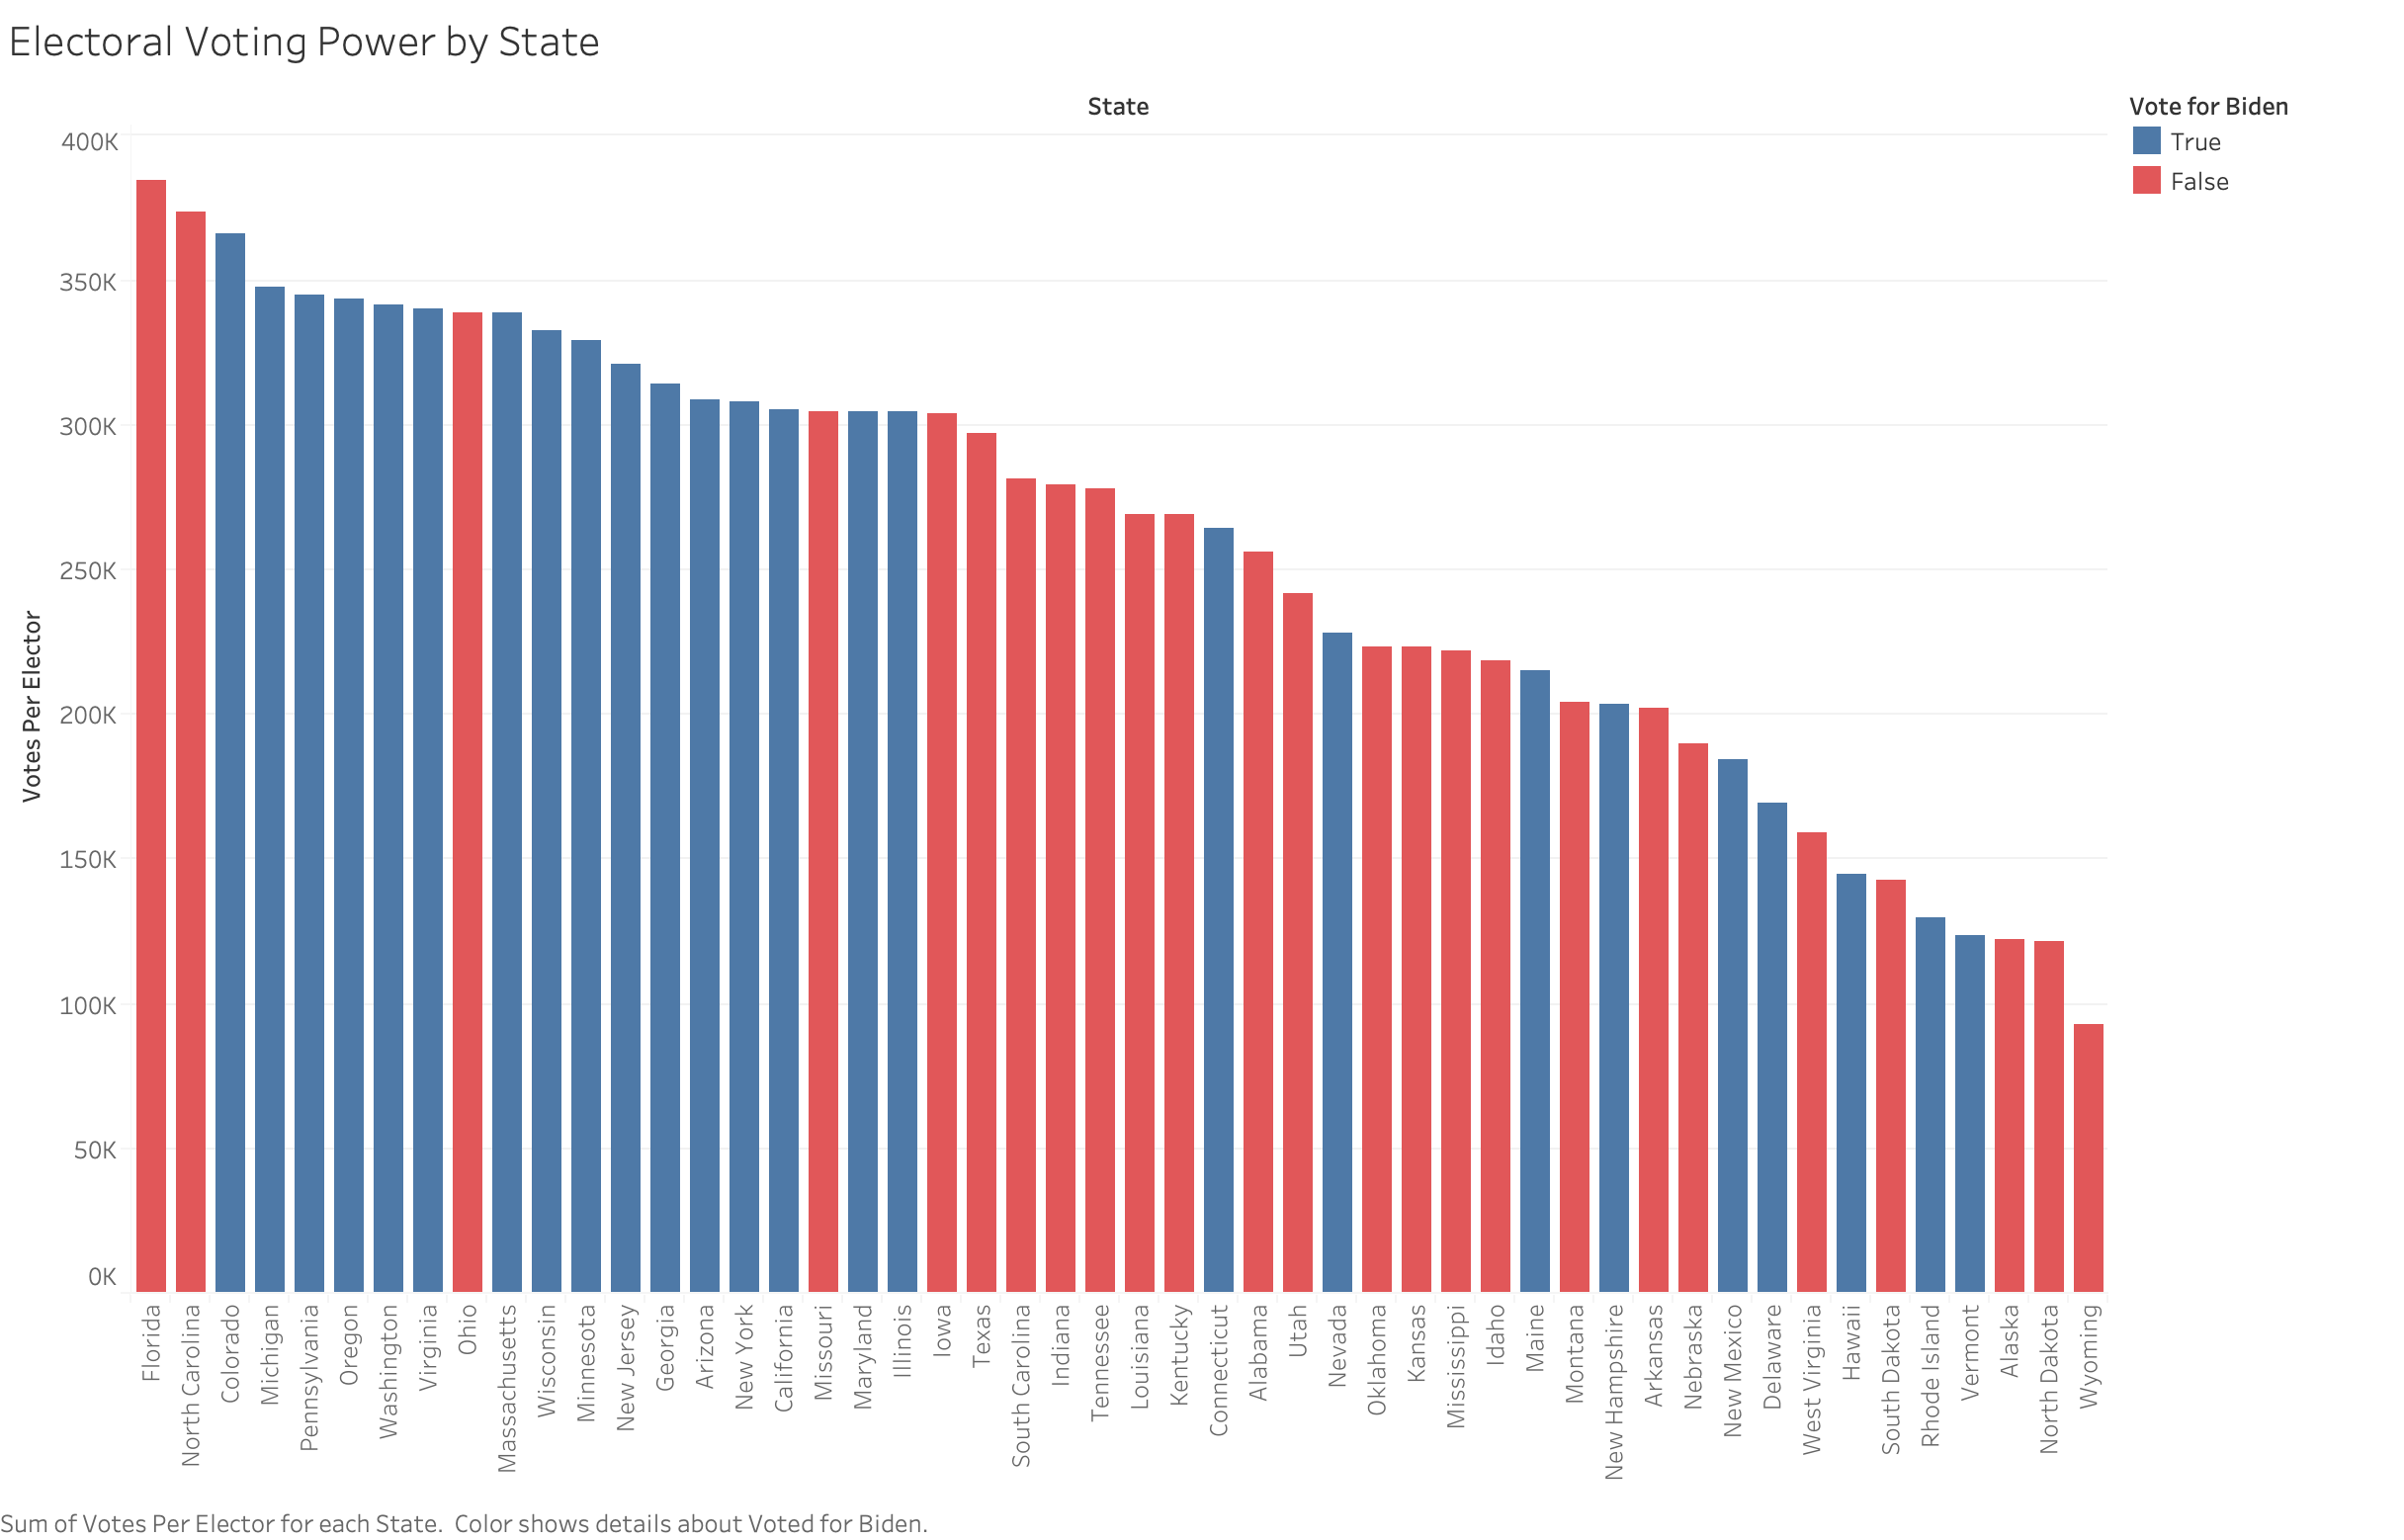 Electoral Voting Power by State
State
Vote for Biden
True
False
400K
350K
300K
250K
200K
150K
100K
50K
0K
Votes Per Elector
Florida
North Carolina
Colorado
Michigan
Pennsylvania
Oregon
Washington
Virginia
Ohio
Massachusetts
Wisconsin
Minnesota
New Jersey
Georgia
Arizona
New York
California
Missouri
Maryland
Illinois
Iowa
Texas
South Carolina
Indiana
Tennessee
Louisiana
Kentucky
Connecticut
Alabama
Utah
Nevada
Oklahoma
Kansas
Mississippi
Idaho
Maine
Montana
New Hampshire
Arkansas
Nebraska
New Mexico
Delaware
West Virginia
Hawaii
South Dakota
Rhode Island
Vermont
Alaska
North Dakota
Wyoming
Sum of Votes Per Elector for each State.  Color shows details about Voted for Biden.